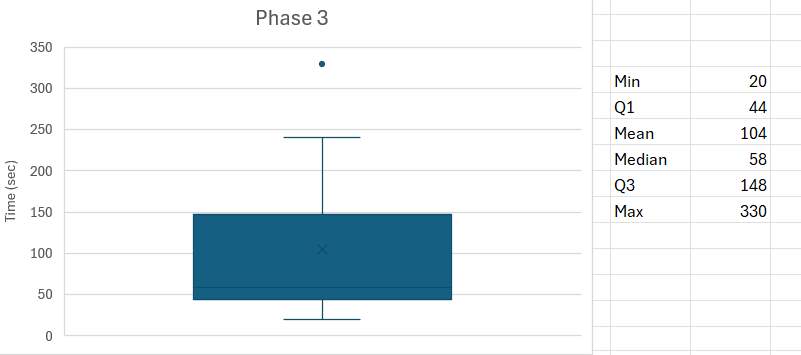 Phase 3
Time (sec)
350
300
250
200
150
100
50
0
Min 20
Q1 44
Mean 104
Median 58
Q3 148
Max 330